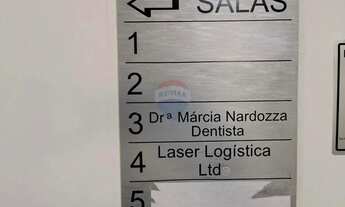 SALAS
1
2
3 Drª Márcia Nardozza
Dentista
4 Laser Logística
Ltd
5